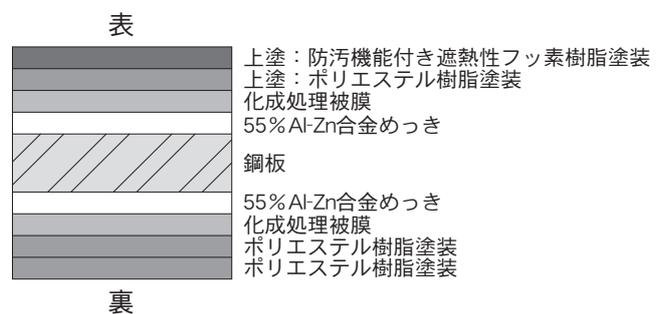 表
上塗：防汚機能付き遮熱性フッ素樹脂塗装
上塗：ポリエステル樹脂塗装
化成処理被膜
55％Al-Zn合金めっき
鋼板
55％Al-Zn合金めっき
化成処理被膜
ポリエステル樹脂塗装
ポリエステル樹脂塗装
裏